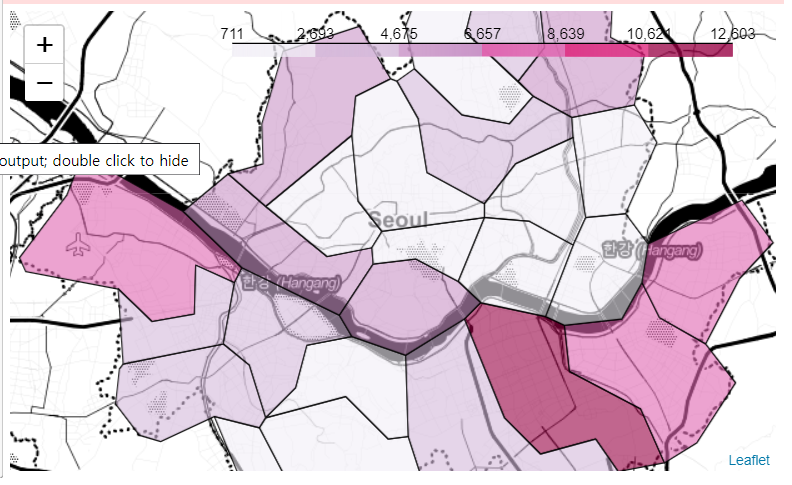 +
711 2,693 4,675 6,657 8,639 10,621 12,603
−
output; double click to hide
Seoul
한강 (Hangang)
한강 (Hangang)
Leaflet